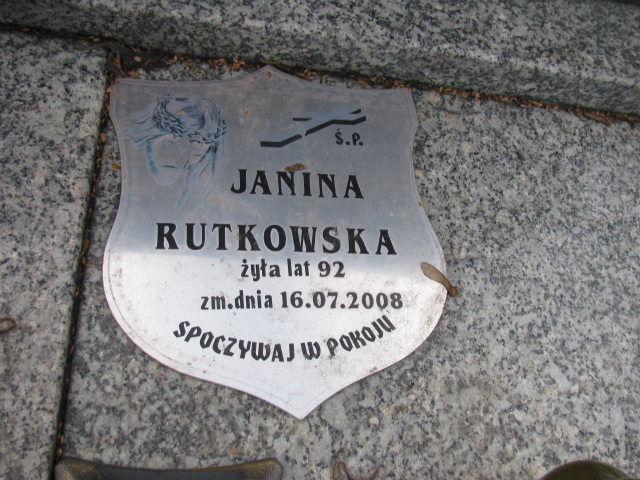 Ś.P.
JANINA
RUTKOWSKA
żyła lat 92
zm.dnia 16.07.2008
SPOCZYWAJ W POKOJU